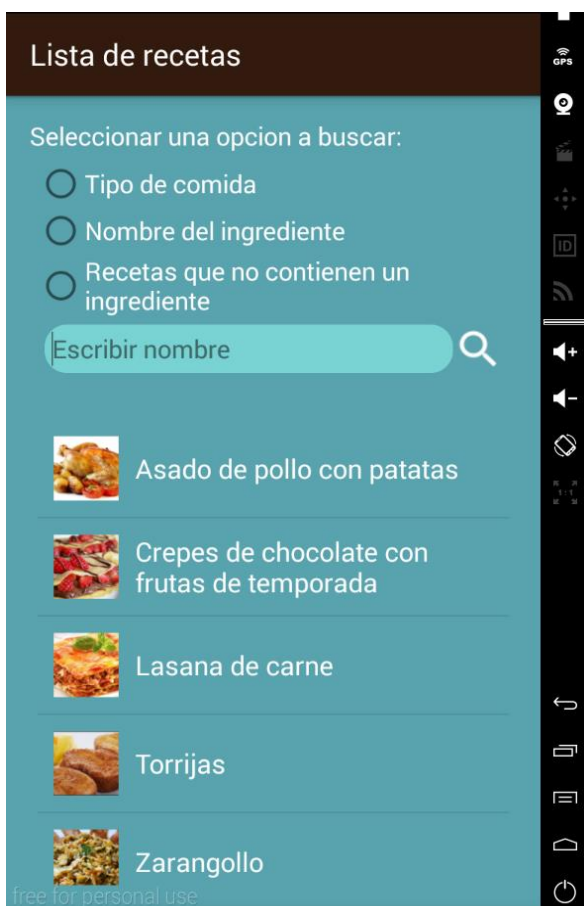 Lista de recetas
GPS
Seleccionar una opcion a buscar:
Tipo de comida
Nombre del ingrediente
ID
Recetas que no contienen un
ingrediente
Escribir nombre
Asado de pollo con patatas
1:1
Crepes de chocolate con
frutas de temporada
Lasana de carne
Torrijas
Zarangollo
free for personal use